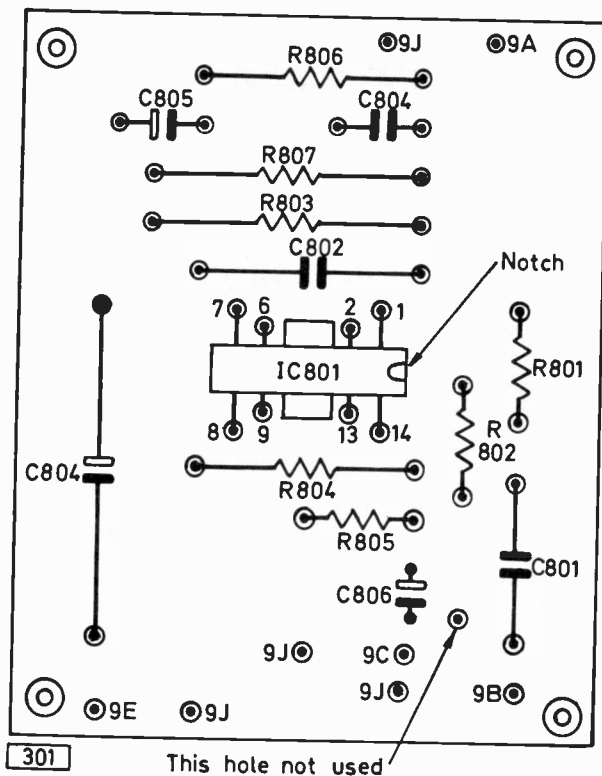 9J
9A
R806
C805
C804
R807
R803
C802
Notch
7
6
2
1
IC801
R801
8
9
13
14
R
802
C804
R804
R805
C806
C801
9J
9C
9J
9B
9E
9J
301
This hole not used